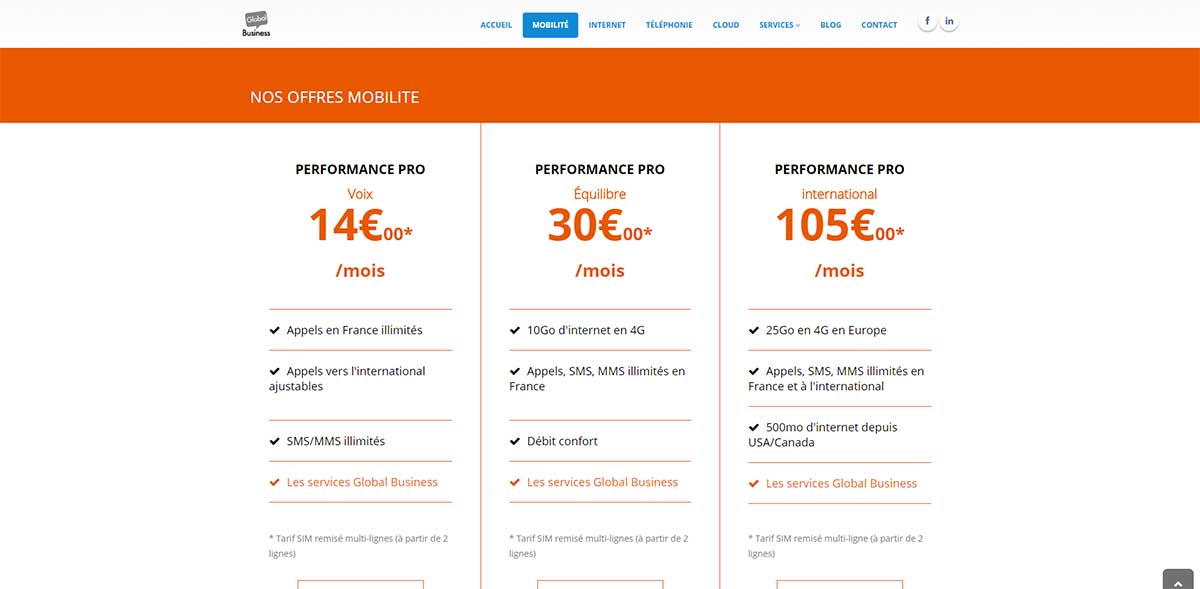 Global
Business
ACCUEIL
MOBILITÉ
INTERNET
TÉLÉPHONIE
CLOUD
SERVICES
BLOG
CONTACT
f
in
NOS OFFRES MOBILITE
PERFORMANCE PRO
Voix
14€00*
/mois
✔ Appels en France illimités
✔ Appels vers l'international
ajustables
✔ SMS/MMS illimités
✔ Les services Global Business
* Tarif SIM remisé multi-lignes (à partir de 2
lignes)
PERFORMANCE PRO
Équilibre
30€00*
/mois
✔ 10Go d'internet en 4G
✔ Appels, SMS, MMS illimités en
France
✔ Débit confort
✔ Les services Global Business
* Tarif SIM remisé multi-lignes (à partir de 2
lignes)
PERFORMANCE PRO
international
105€00*
/mois
✔ 25Go en 4G en Europe
✔ Appels, SMS, MMS illimités en
France et à l'international
✔ 500mo d'internet depuis
USA/Canada
✔ Les services Global Business
* Tarif SIM remisé multi-ligne (à partir de 2
lignes)